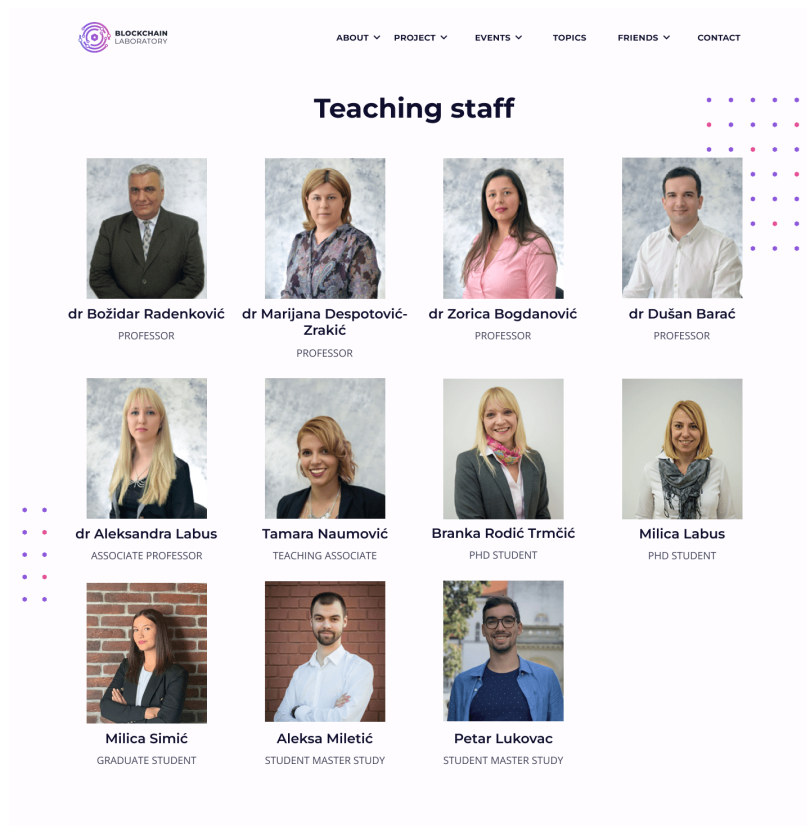 BLOCKCHAIN
LABORATORY
ABOUT PROJECT EVENTS TOPICS FRIENDS CONTACT
Teaching staff
dr Božidar Radenković
PROFESSOR
dr Marijana Despotović-
Zrakić
PROFESSOR
dr Zorica Bogdanović
PROFESSOR
dr Dušan Barać
PROFESSOR
dr Aleksandra Labus
ASSOCIATE PROFESSOR
Tamara Naumović
TEACHING ASSOCIATE
Branka Rodić Trmčić
PHD STUDENT
Milica Labus
PHD STUDENT
Milica Simić
GRADUATE STUDENT
Aleksa Miletić
STUDENT MASTER STUDY
Petar Lukovac
STUDENT MASTER STUDY